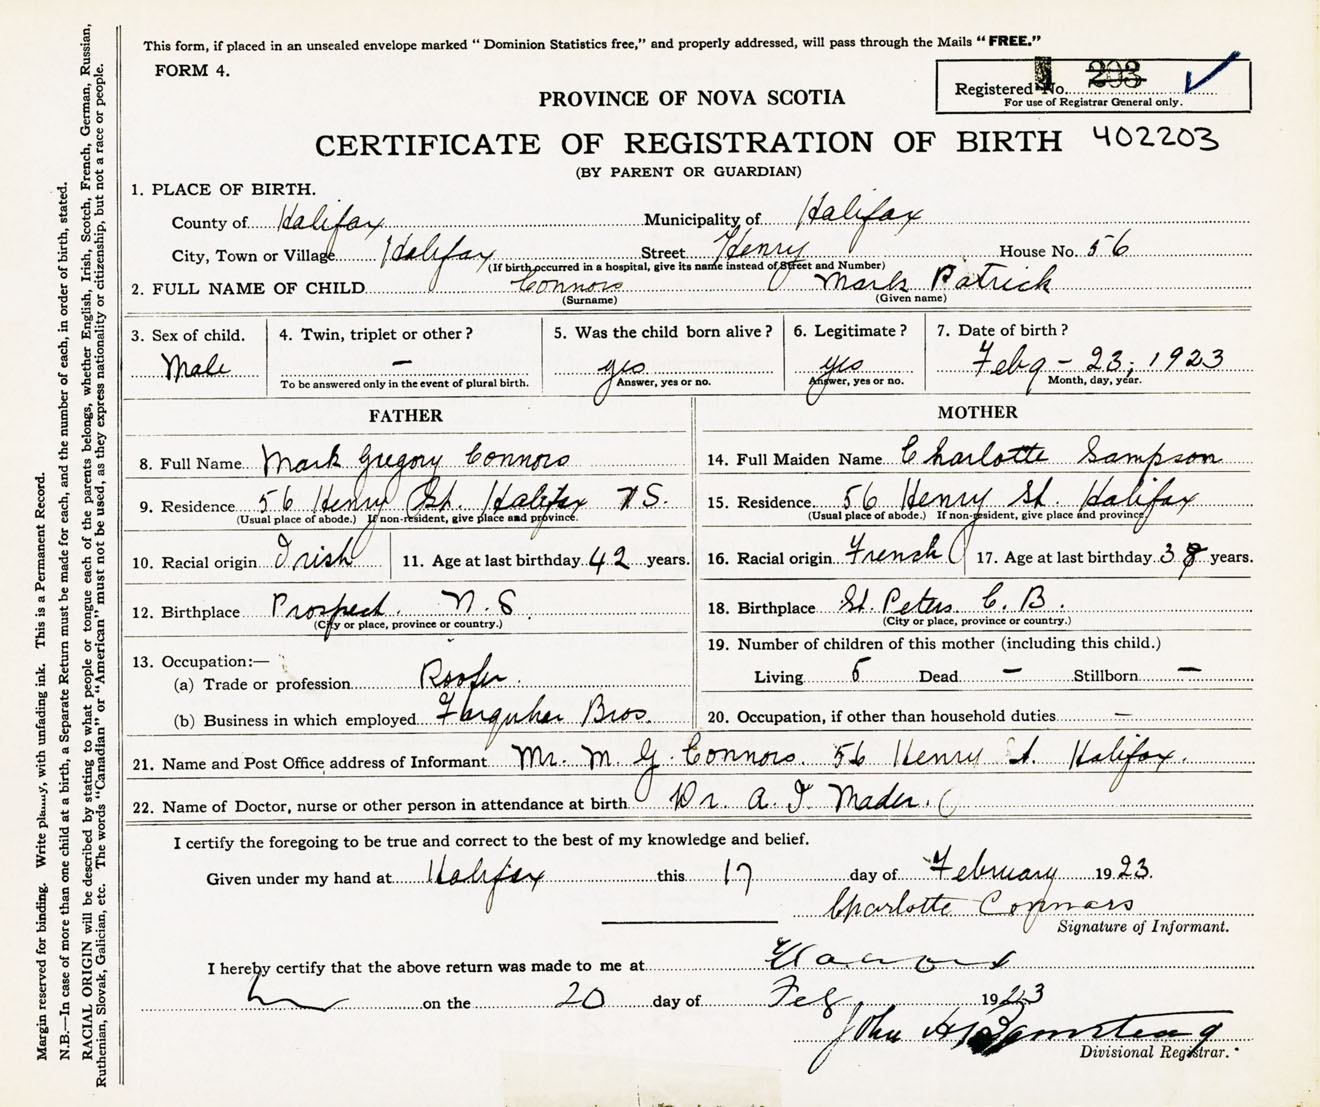 This form, if placed in an unsealed envelope marked “ Dominion Statistics free,” and properly addressed, will pass through the Mails “ FREE.”
FORM 4.
Registered No. 203
For use of Registrar General only.
PROVINCE OF NOVA SCOTIA
CERTIFICATE OF REGISTRATION OF BIRTH 402203
(BY PARENT OR GUARDIAN)
1. PLACE OF BIRTH.
County of Halifax Municipality of Halifax
City, Town or Village Halifax Street Henry House No. 56
(If birth occurred in a hospital, give its name instead of Street and Number)
2. FULL NAME OF CHILD Connors Mark Patrick
(Surname) (Given name)
3. Sex of child. 4. Twin, triplet or other ? 5. Was the child born alive ? 6. Legitimate ? 7. Date of birth ?
Male — yes yes Feby - 23, 1923
To be answered only in the event of plural birth. Answer, yes or no. Answer, yes or no. Month, day, year.
FATHER MOTHER
8. Full Name Mark Gregory Connors 14. Full Maiden Name Charlotte Sampson
9. Residence 56 Henry St. Halifax N S. 15. Residence 56 Henry St. Halifax
(Usual place of abode.) If non-resident, give place and province. (Usual place of abode.) If non-resident, give place and province.
10. Racial origin Irish 11. Age at last birthday 42 years. 16. Racial origin French 17. Age at last birthday 38 years.
12. Birthplace Prospect. N. S. 18. Birthplace St. Peters. C. B.
(City or place, province or country.) (City or place, province or country.)
19. Number of children of this mother (including this child.)
13. Occupation:—
(a) Trade or profession Roofer. Living 5 Dead — Stillborn —
(b) Business in which employed Farquhar Bros. 20. Occupation, if other than household duties —
21. Name and Post Office address of Informant Mr. M G. Connors. 56 Henry St. Halifax.
22. Name of Doctor, nurse or other person in attendance at birth Dr. A. I. Mader.
I certify the foregoing to be true and correct to the best of my knowledge and belief.
Given under my hand at Halifax this 17 day of February 1923.
Charlotte Connors
Signature of Informant.
I hereby certify that the above return was made to me at
on the 20 day of Feb. 1923
John
Divisional Registrar.
Margin reserved for binding. Write plainly, with unfading ink. This is a Permanent Record.
N.B.—In case of more than one child at a birth, a Separate Return must be made for each, and the number of each, in order of birth, stated.
RACIAL ORIGIN will be described by stating to what people or tongue each of the parents belongs, whether English, Irish, Scotch, French, German, Russian,
Ruthenian, Slovak, Galician, etc. The words “Canadian” or “American” must not be used, as they express nationality or citizenship, but not a race or people.